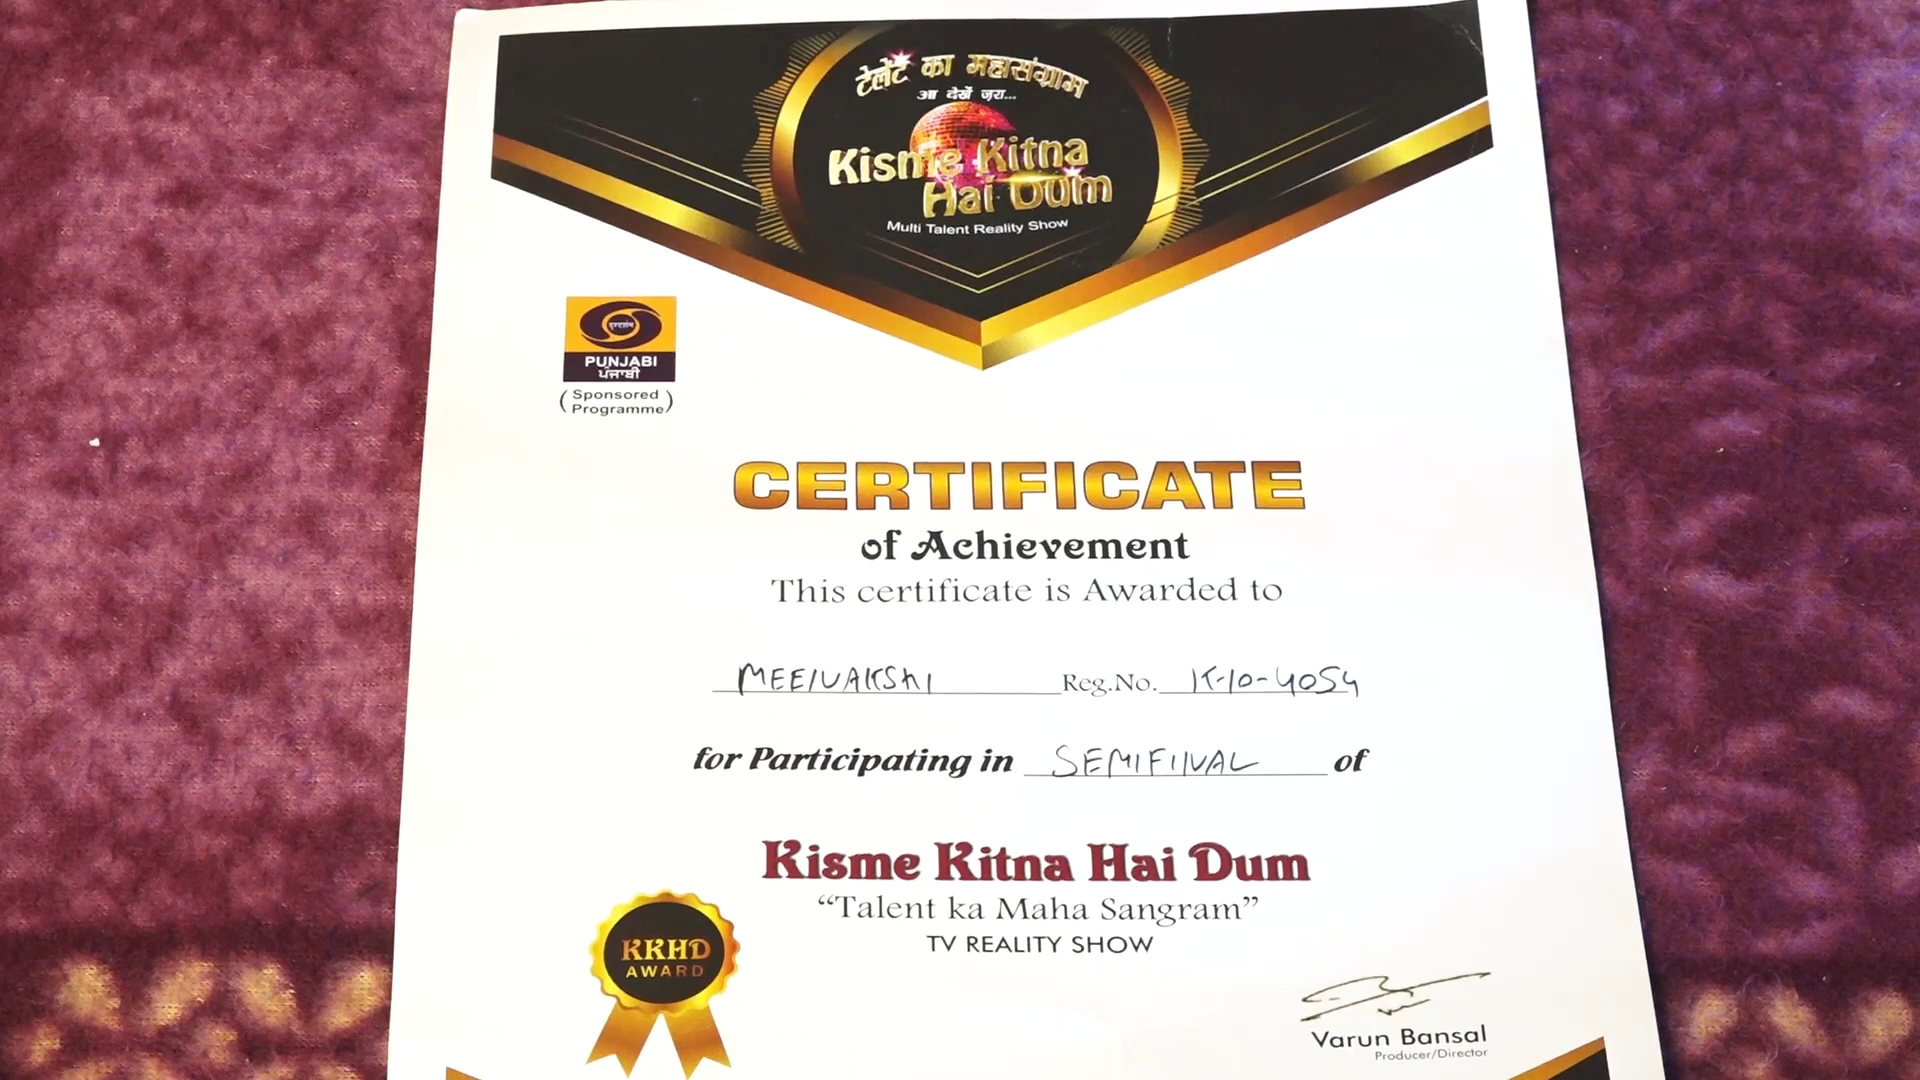 टेलेंट का महासंग्राम
आ देखें ज़रा...
Kisme Kitna
Hai Dum
Multi Talent Reality Show
दूरदर्शन
PUNJABI
ਪੰਜਾਬੀ
(Sponsored
Programme)
CERTIFICATE
of Achievement
This certificate is Awarded to
MEENAKSHI Reg.No. K-10-4054
for Participating in SEMIFINAL of
Kisme Kitna Hai Dum
“Talent ka Maha Sangram”
TV REALITY SHOW
KKHD
AWARD
Varun Bansal
Producer/Director